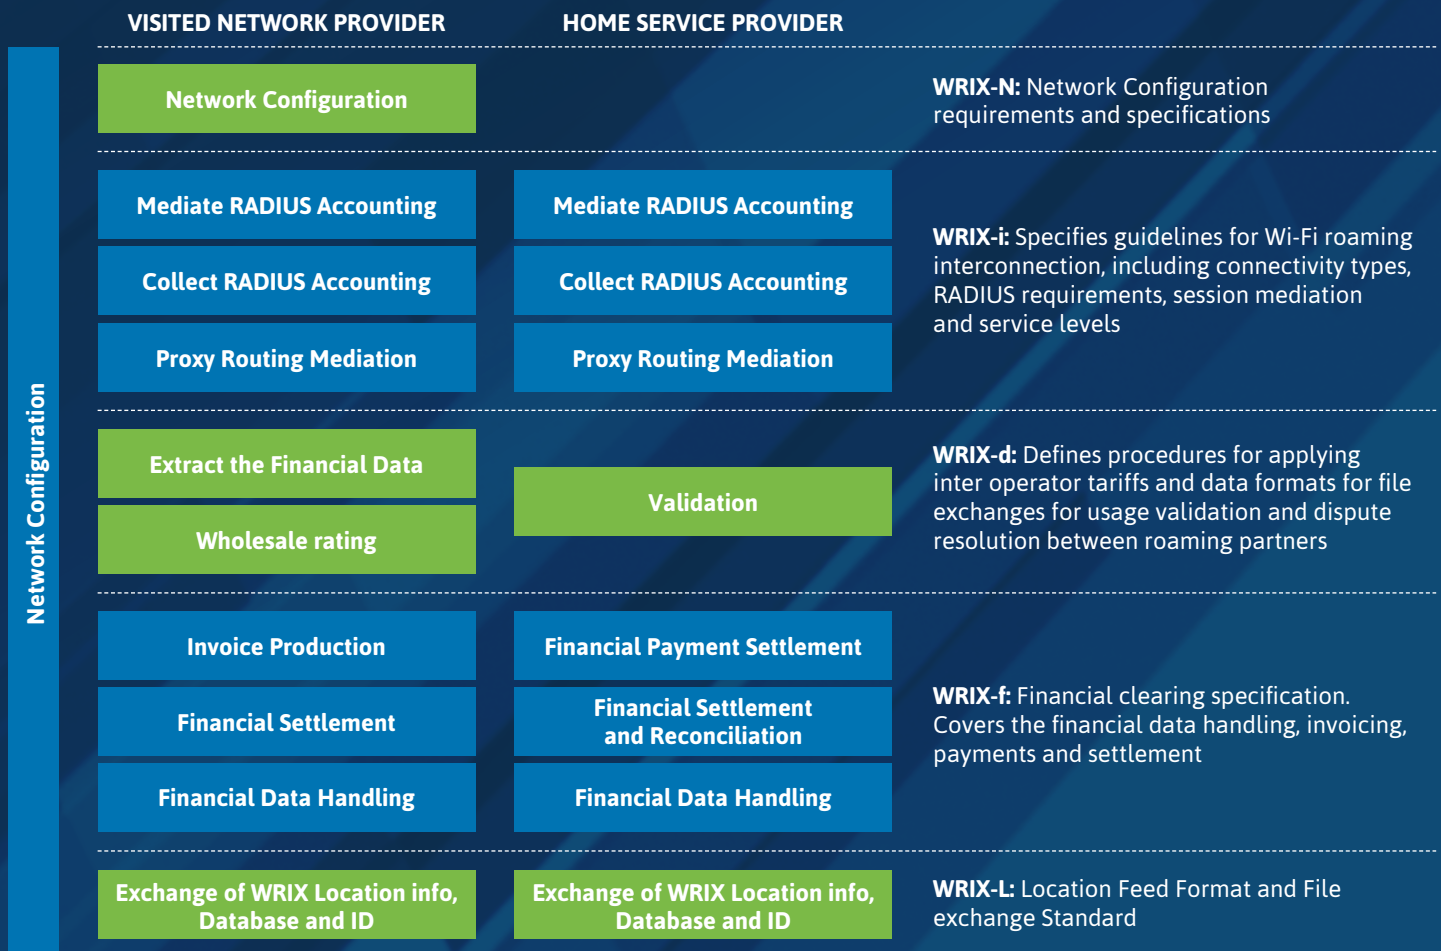 VISITED NETWORK PROVIDER
HOME SERVICE PROVIDER
Network Configuration
Network Configuration
WRIX-N: Network Configuration
requirements and specifications
Mediate RADIUS Accounting
Mediate RADIUS Accounting
Collect RADIUS Accounting
Collect RADIUS Accounting
Proxy Routing Mediation
Proxy Routing Mediation
WRIX-i: Specifies guidelines for Wi-Fi roaming
interconnection, including connectivity types,
RADIUS requirements, session mediation
and service levels
Extract the Financial Data
Wholesale rating
Validation
WRIX-d: Defines procedures for applying
inter operator tariffs and data formats for file
exchanges for usage validation and dispute
resolution between roaming partners
Invoice Production
Financial Payment Settlement
Financial Settlement
Financial Settlement
and Reconciliation
Financial Data Handling
Financial Data Handling
WRIX-f: Financial clearing specification.
Covers the financial data handling, invoicing,
payments and settlement
Exchange of WRIX Location info,
Database and ID
Exchange of WRIX Location info,
Database and ID
WRIX-L: Location Feed Format and File
exchange Standard